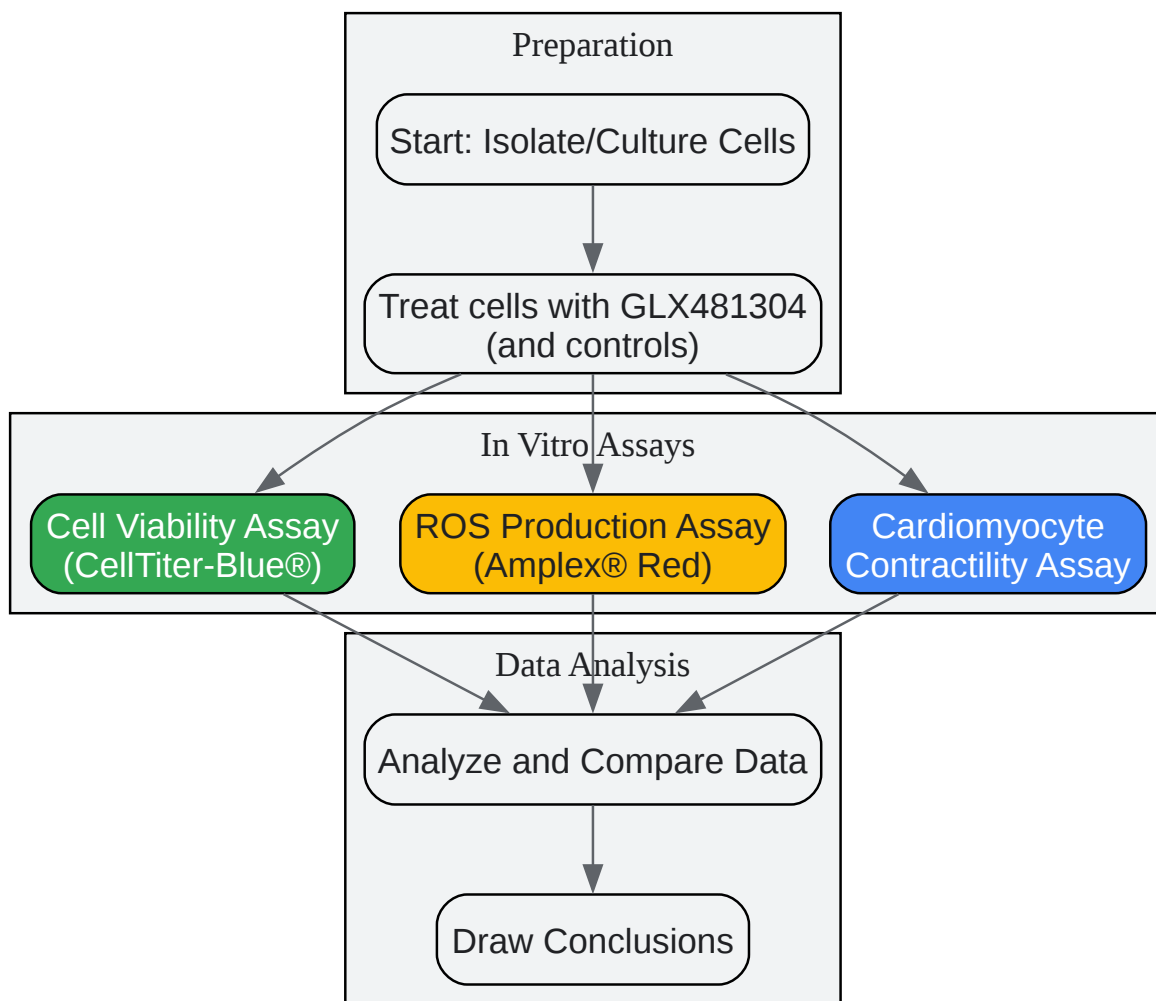 Preparation
Start: Isolate/Culture Cells
Treat cells with GLX481304
(and controls)
In Vitro Assays
Cell Viability Assay
(CellTiter-Blue®)
ROS Production Assay
(Amplex® Red)
Cardiomyocyte
Contractility Assay
Data Analysis
Analyze and Compare Data
Draw Conclusions